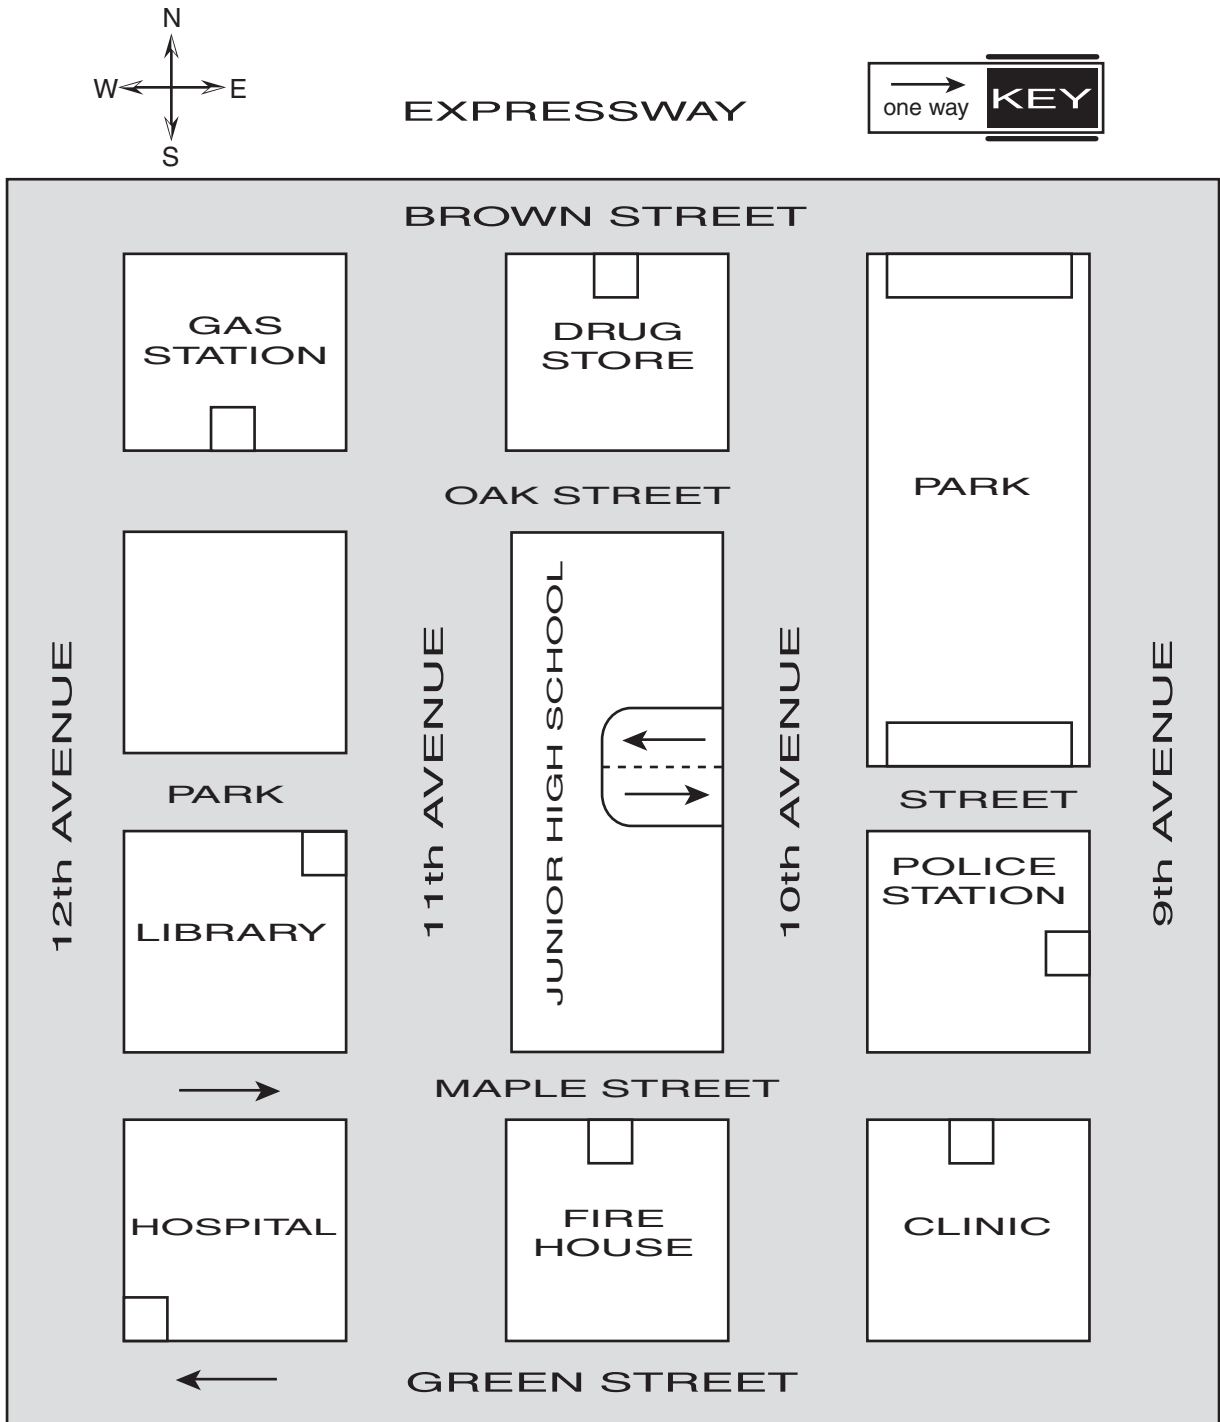 N
W E
S
EXPRESSWAY
one way
KEY
BROWN STREET
GAS
STATION
DRUG
STORE
PARK
OAK STREET
12th AVENUE
11th AVENUE
JUNIOR HIGH SCHOOL
10th AVENUE
9th AVENUE
PARK
STREET
LIBRARY
POLICE
STATION
MAPLE STREET
HOSPITAL
FIRE
HOUSE
CLINIC
GREEN STREET